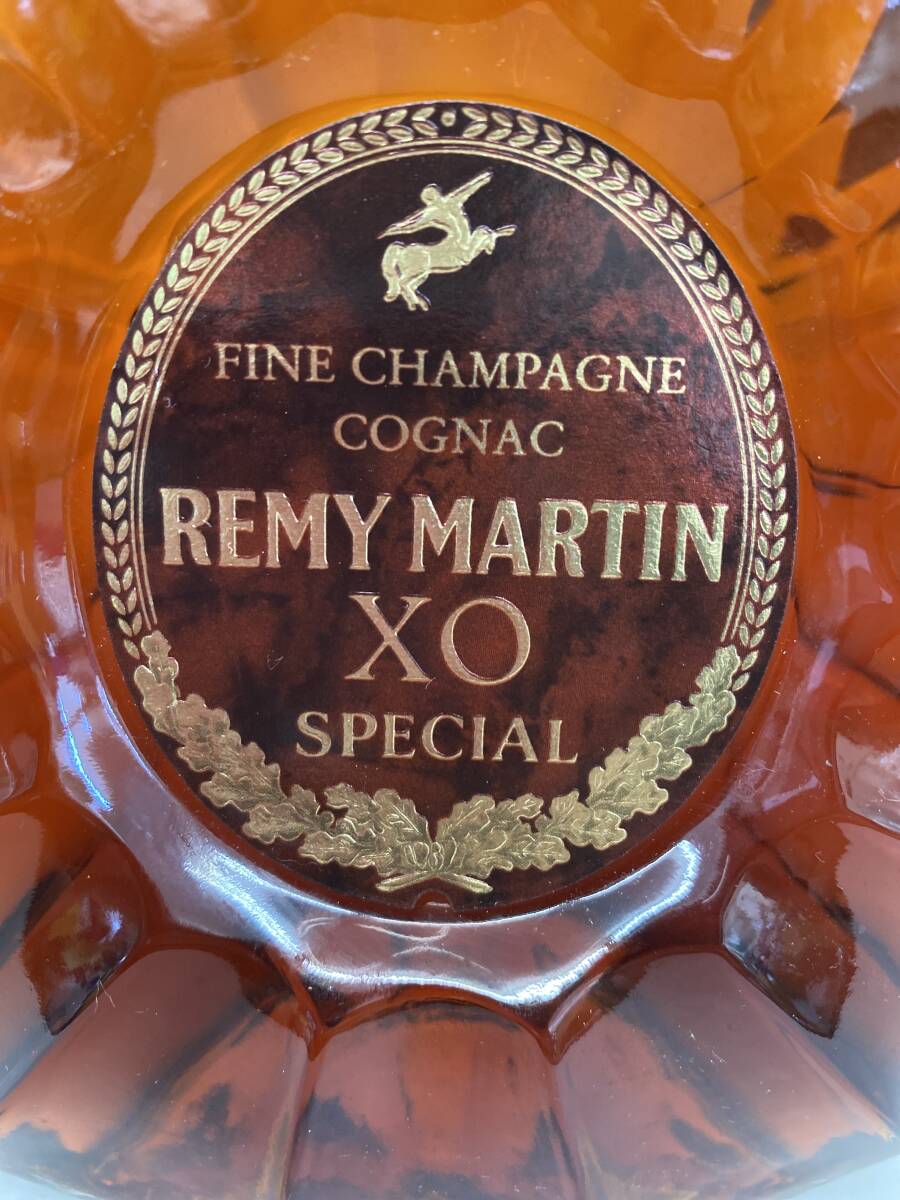 FINE CHAMPAGNE
COGNAC
REMY MARTIN
XO
SPECIAL